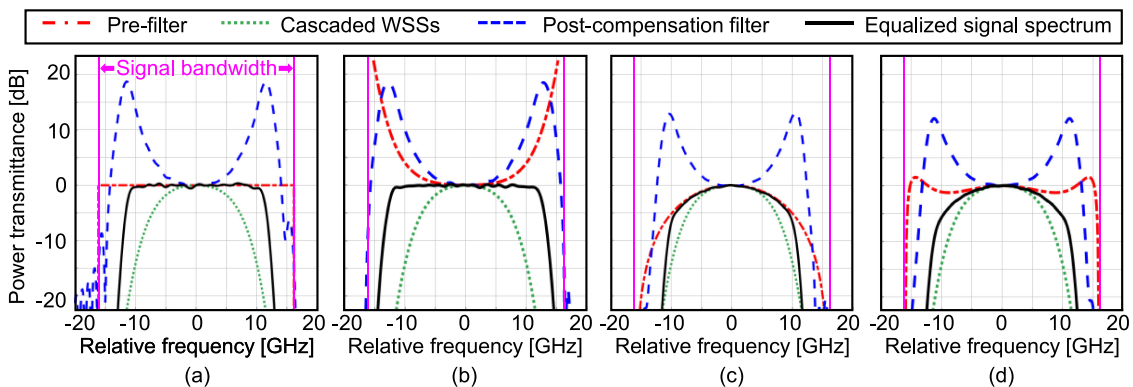 Pre-filter Cascaded WSSs Post-compensation filter Equalized signal spectrum
Power transmittance [dB]
20
10
0
-10
-20
Signal bandwidth
-20 -10 0 10 20
-20 -10 0 10 20
-20 -10 0 10 20
-20 -10 0 10 20
Relative frequency [GHz] Relative frequency [GHz] Relative frequency [GHz] Relative frequency [GHz]
(a) (b) (c) (d)